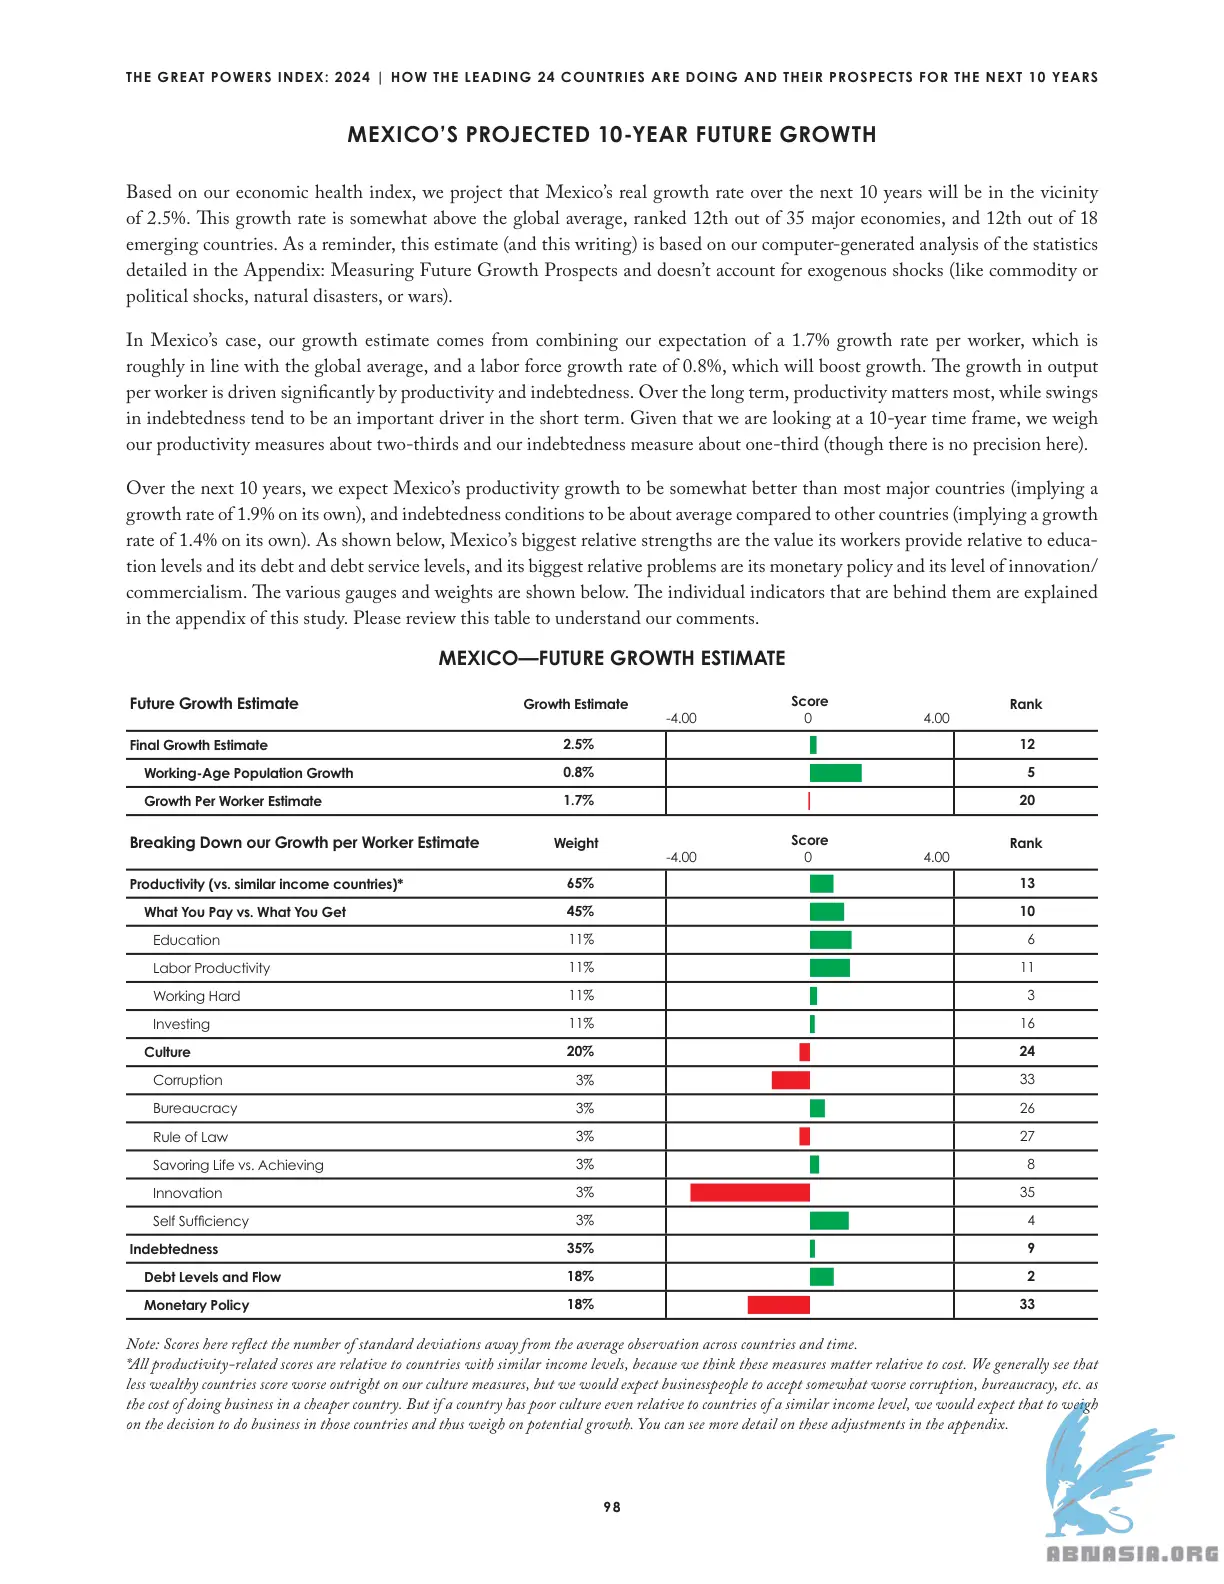 THE GREAT POWERS INDEX: 2024 | HOW THE LEADING 24 COUNTRIES ARE DOING AND THEIR PROSPECTS FOR THE NEXT 10 YEARS
MEXICO’S PROJECTED 10-YEAR FUTURE GROWTH
Based on our economic health index, we project that Mexico’s real growth rate over the next 10 years will be in the vicinity
of 2.5%. This growth rate is somewhat above the global average, ranked 12th out of 35 major economies, and 12th out of 18
emerging countries. As a reminder, this estimate (and this writing) is based on our computer-generated analysis of the statistics
detailed in the Appendix: Measuring Future Growth Prospects and doesn’t account for exogenous shocks (like commodity or
political shocks, natural disasters, or wars).
In Mexico’s case, our growth estimate comes from combining our expectation of a 1.7% growth rate per worker, which is
roughly in line with the global average, and a labor force growth rate of 0.8%, which will boost growth. The growth in output
per worker is driven significantly by productivity and indebtedness. Over the long term, productivity matters most, while swings
in indebtedness tend to be an important driver in the short term. Given that we are looking at a 10-year time frame, we weigh
our productivity measures about two-thirds and our indebtedness measure about one-third (though there is no precision here).
Over the next 10 years, we expect Mexico’s productivity growth to be somewhat better than most major countries (implying a
growth rate of 1.9% on its own), and indebtedness conditions to be about average compared to other countries (implying a growth
rate of 1.4% on its own). As shown below, Mexico’s biggest relative strengths are the value its workers provide relative to educa-
tion levels and its debt and debt service levels, and its biggest relative problems are its monetary policy and its level of innovation/
commercialism. The various gauges and weights are shown below. The individual indicators that are behind them are explained
in the appendix of this study. Please review this table to understand our comments.
MEXICO—FUTURE GROWTH ESTIMATE
Future Growth Estimate Growth Estimate Score Rank
-4.00 0 4.00
Final Growth Estimate 2.5% 12
Working-Age Population Growth 0.8% 5
Growth Per Worker Estimate 1.7% 20
Breaking Down our Growth per Worker Estimate Weight Score Rank
-4.00 0 4.00
Productivity (vs. similar income countries)* 65% 13
What You Pay vs. What You Get 45% 10
Education 11% 6
Labor Productivity 11% 11
Working Hard 11% 3
Investing 11% 16
Culture 20% 24
Corruption 3% 33
Bureaucracy 3% 26
Rule of Law 3% 27
Savoring Life vs. Achieving 3% 8
Innovation 3% 35
Self Sufficiency 3% 4
Indebtedness 35% 9
Debt Levels and Flow 18% 2
Monetary Policy 18% 33
Note: Scores here reflect the number of standard deviations away from the average observation across countries and time.
*All productivity-related scores are relative to countries with similar income levels, because we think these measures matter relative to cost. We generally see that
less wealthy countries score worse outright on our culture measures, but we would expect businesspeople to accept somewhat worse corruption, bureaucracy, etc. as
the cost of doing business in a cheaper country. But if a country has poor culture even relative to countries of a similar income level, we would expect that to weigh
on the decision to do business in those countries and thus weigh on potential growth. You can see more detail on these adjustments in the appendix.
98
ABNASIA.ORG